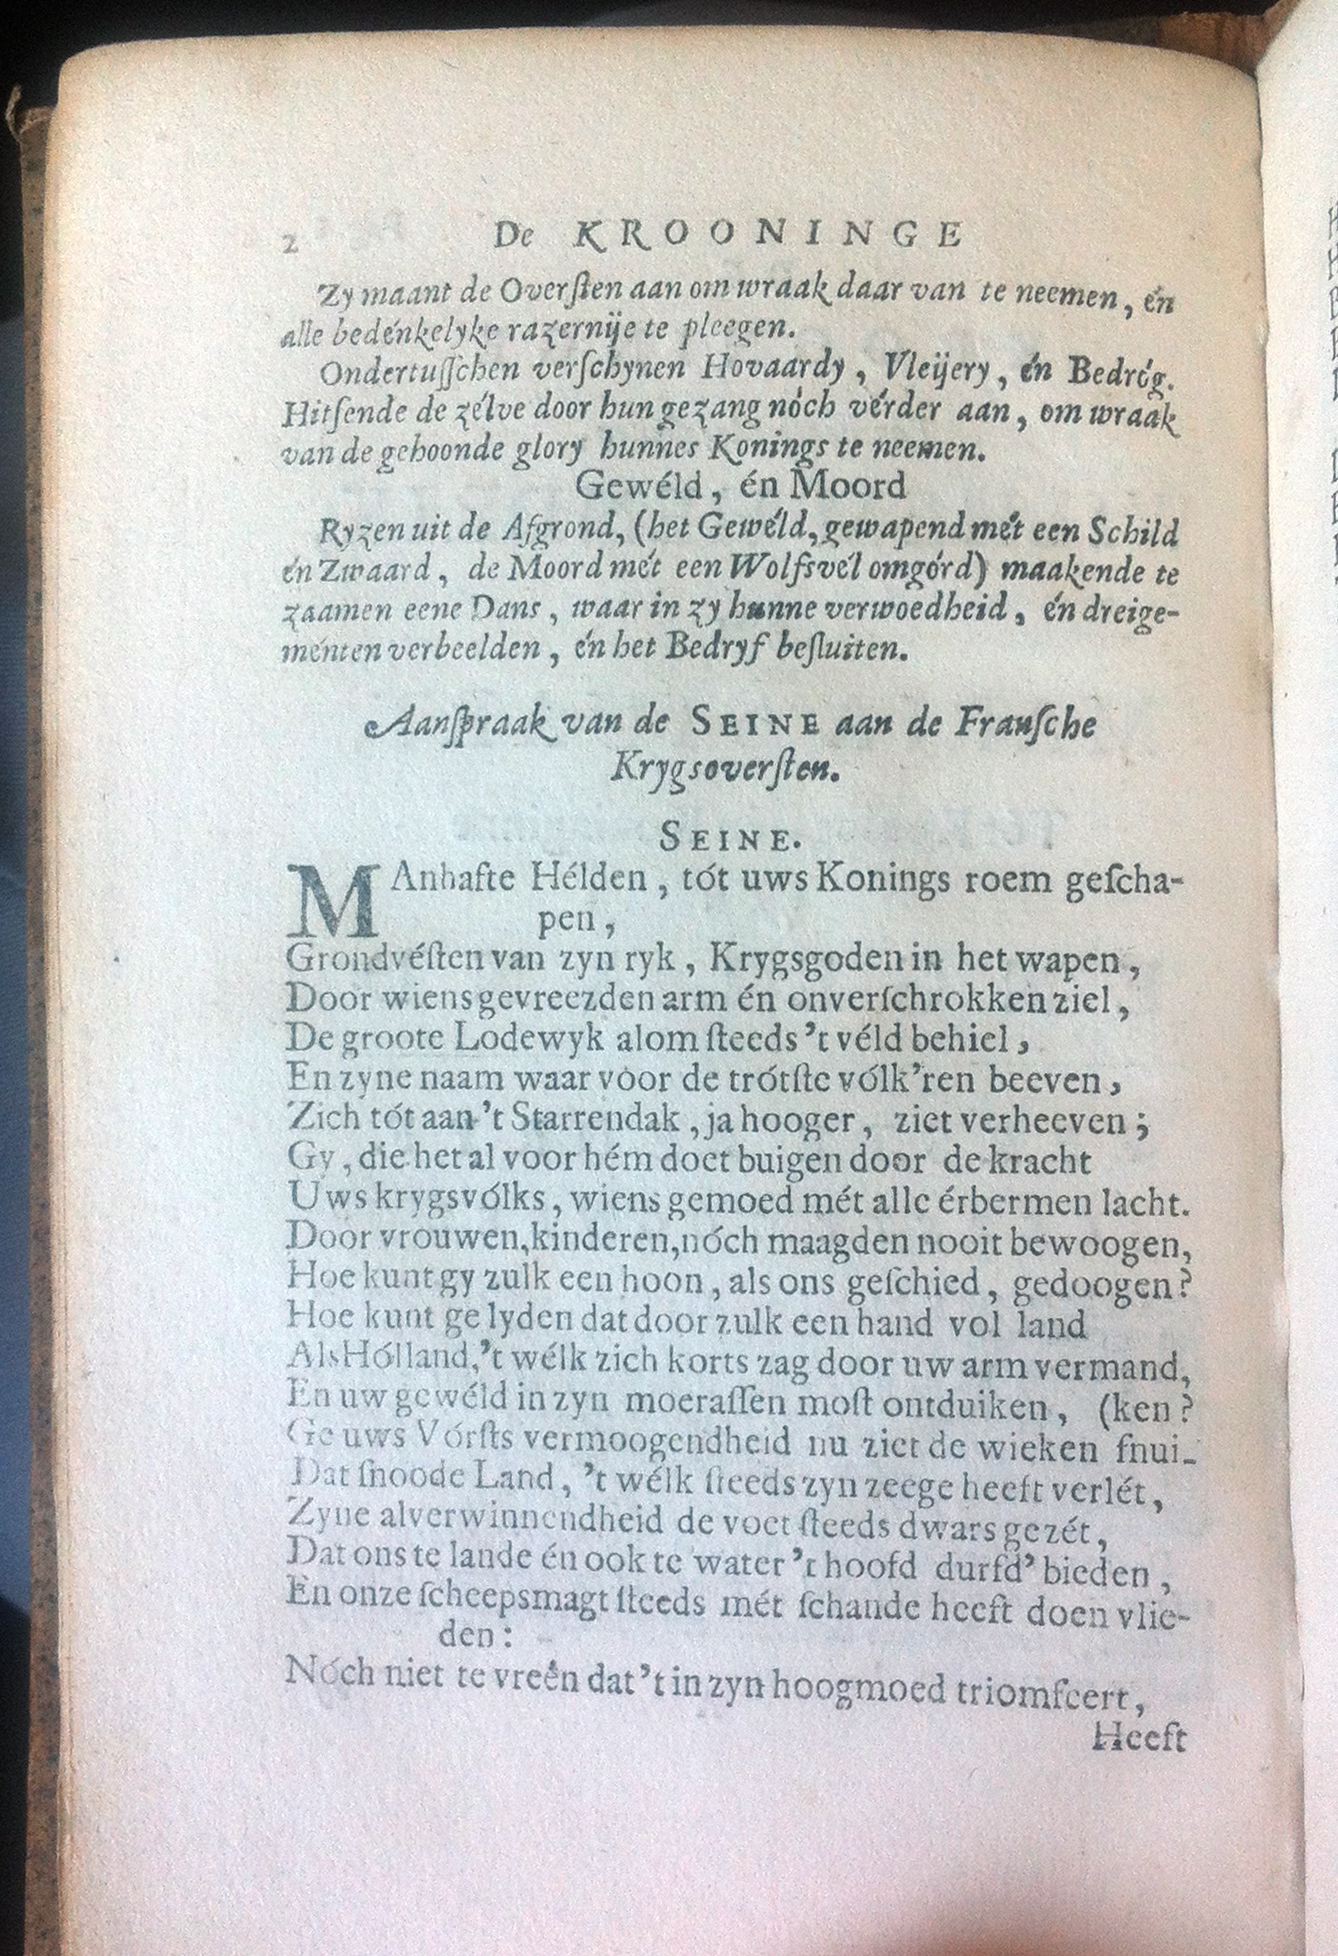 2 De KROONINGE
Zy maant de Overſten aan om wraak daar van te neemen, én
alle bedénkelyke razernije te pleegen.
Ondertuſſchen verſchynen Hovaardy, Vleijery, én Bedróg.
Hitſende de zélve door hun gezang nóch vérder aan, om wraak
van de gehoonde glory hunnes Konings te neemen.
Gewéld, én Moord
Ryzen uit de Afgrond, (het Gewéld, gewapend mét een Schild
én Zwaard, de Moord mét een Wolfsvél omgórd) maakende te
zaamen eene Dans, waar in zy hunne verwoedheid, én dreige-
ménten verbeelden, én het Bedryf beſluiten.
Aanſpraak van de SEINE aan de Franſche
Krygsoverſten.
SEINE.
MAnhafte Hélden, tót uws Konings roem geſcha-
pen,
Grondvéſten van zyn ryk, Krygsgoden in het wapen,
Door wiens gevreezden arm én onverſchrokken ziel,
De groote Lodewyk alom ſteeds 't véld behiel,
En zyne naam waar voor de trótſte vólk'ren beeven,
Zich tót aan 't Starrendak, ja hooger, ziet verheeven;
Gy, die het al voor hém doet buigen door de kracht
Uws krygsvólks, wiens gemoed mét alle érbermen lacht.
Door vrouwen, kinderen, nóch maagden nooit bewoogen,
Hoe kunt gy zulk een hoon, als ons geſchied, gedoogen?
Hoe kunt ge lyden dat door zulk een hand vol land
Als Hólland, 't wélk zich korts zag door uw arm vermand,
En uw gewéld in zyn moeraſſen moſt ontduiken, (ken?
Ge uws Vórſts vermoogendheid nu ziet de wieken ſnui-
Dat ſnoode Land, 't wélk ſteeds zyn zeege heeft verlét,
Zyne alverwinnendheid de voet ſteeds dwars gezét,
Dat ons te lande én ook te water 't hoofd durfd' bieden,
En onze ſcheepsmagt ſteeds mét ſchande heeft doen vlie-
den:
Nóch niet te vreên dat 't in zyn hoogmoed triomfeert,
Heeft